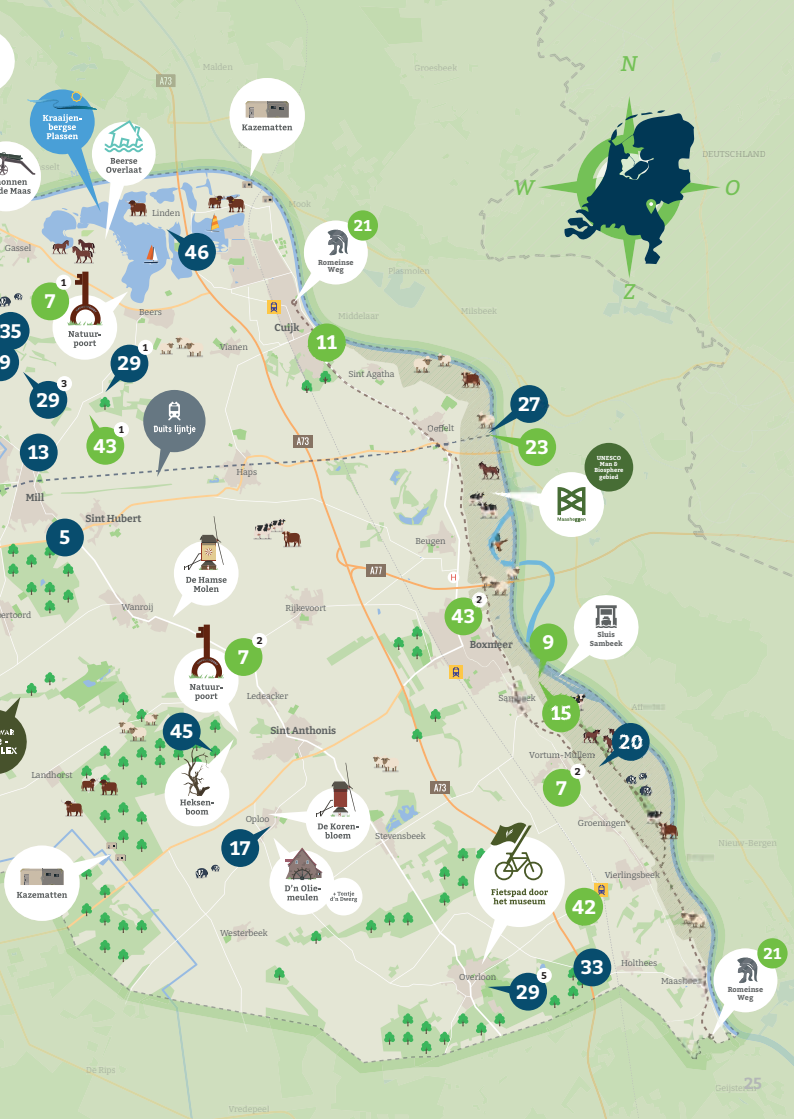 Malden
Groesbeek
A73
N
Kraaijen-
bergse
Plassen
Kazematten
Beerse
Overlaat
DEUTSCHLAND
onnen
de Maas
W
O
Linden
Mook
Gassel
46
21
Romeinse
Weg
Plasmolen
Z
1
7
Natuur-
poort
Beers
Middelaar
Milsbeek
35
9
Cuijk
11
1
29
Vianen
3
29
Sint Agatha
1
43
Duits lijntje
27
Oeffelt
A73
23
13
Haps
UNESCO
Man &
Biosphere
gebied
Maasheggen
Mill
Sint Hubert
5
Beugen
De Hamse
Molen
A77
H
Wanroij
Rijkevoort
2
43
Boxmeer
Sluis
Sambeek
9
2
7
Natuur-
poort
Ledeacker
Sambeek
15
45
Sint Anthonis
20
Vortum-Mullem
2
7
Landhorst
Heksen-
boom
A73
Oploo
De Koren-
bloem
Stevensbeek
Groeningen
17
Nieuw-Bergen
Kazematten
D'n Olie-
meulen
+ Tontje
d'n Dwerg
Fietspad door
het museum
Vierlingsbeek
42
Westerbeek
21
Romeinse
Weg
Overloon
5
29
33
Holthees
Maashees
De Rips
Vredepeel
Geijsteren
25